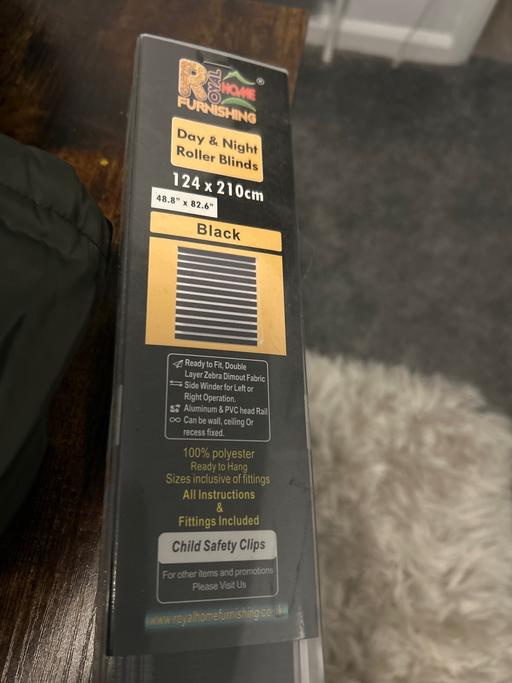 ROYAL HOME ®
FURNISHING
Day & Night
Roller Blinds
124 x 210cm
48.8" x 82.6"
Black
Ready to Fit, Double
Layer Zebra Dimout Fabric
Side Winder for Left or
Right Operation.
Aluminum & PVC head Rail
Can be wall, ceiling Or
recess fixed.
100% polyester
Ready to Hang
Sizes inclusive of fittings
All Instructions
&
Fittings Included
Child Safety Clips
For other items and promotions
Please Visit Us
www.royalhomefurnishing.co.uk